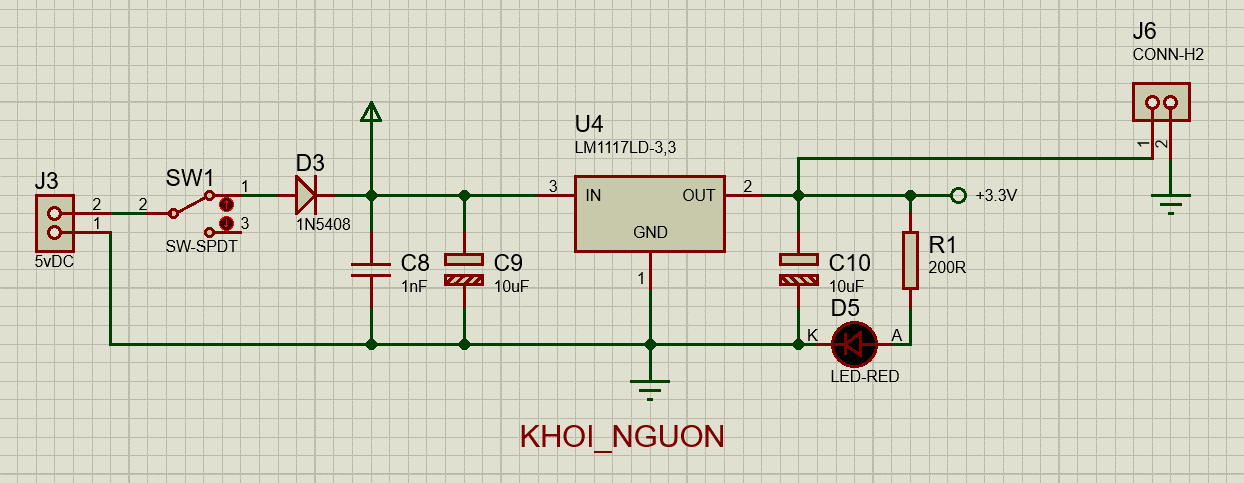 J6
CONN-H2
U4
LM1117LD-3,3
1
2
D3
J3
SW1
1
3
IN
OUT
2
+3.3V
2
2
1
3
1N5408
GND
R1
200R
SW-SPDT
5vDC
C8
1nF
C9
10uF
1
C10
10uF
D5
K
A
LED-RED
KHOI_NGUON